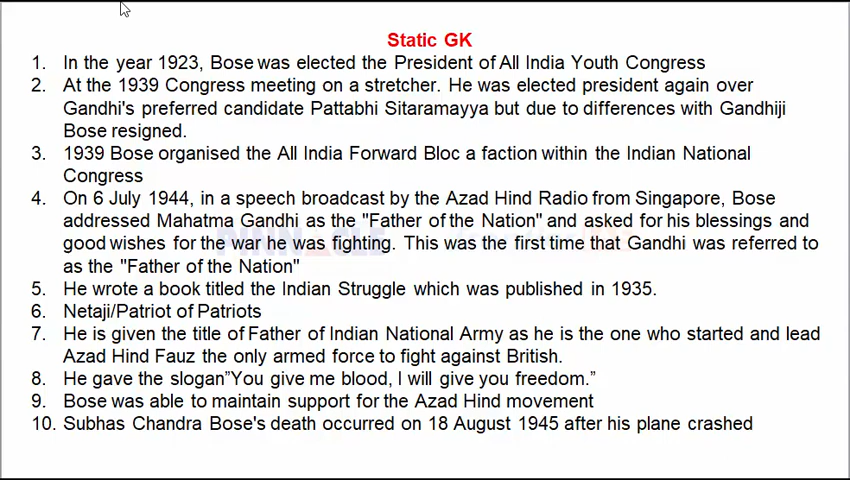 Static GK
1. In the year 1923, Bose was elected the President of All India Youth Congress
2. At the 1939 Congress meeting on a stretcher. He was elected president again over
Gandhi's preferred candidate Pattabhi Sitaramayya but due to differences with Gandhiji
Bose resigned.
3. 1939 Bose organised the All India Forward Bloc a faction within the Indian National
Congress
4. On 6 July 1944, in a speech broadcast by the Azad Hind Radio from Singapore, Bose
addressed Mahatma Gandhi as the "Father of the Nation" and asked for his blessings and
good wishes for the war he was fighting. This was the first time that Gandhi was referred to
as the "Father of the Nation"
5. He wrote a book titled the Indian Struggle which was published in 1935.
6. Netaji/Patriot of Patriots
7. He is given the title of Father of Indian National Army as he is the one who started and lead
Azad Hind Fauz the only armed force to fight against British.
8. He gave the slogan”You give me blood, I will give you freedom.”
9. Bose was able to maintain support for the Azad Hind movement
10. Subhas Chandra Bose's death occurred on 18 August 1945 after his plane crashed